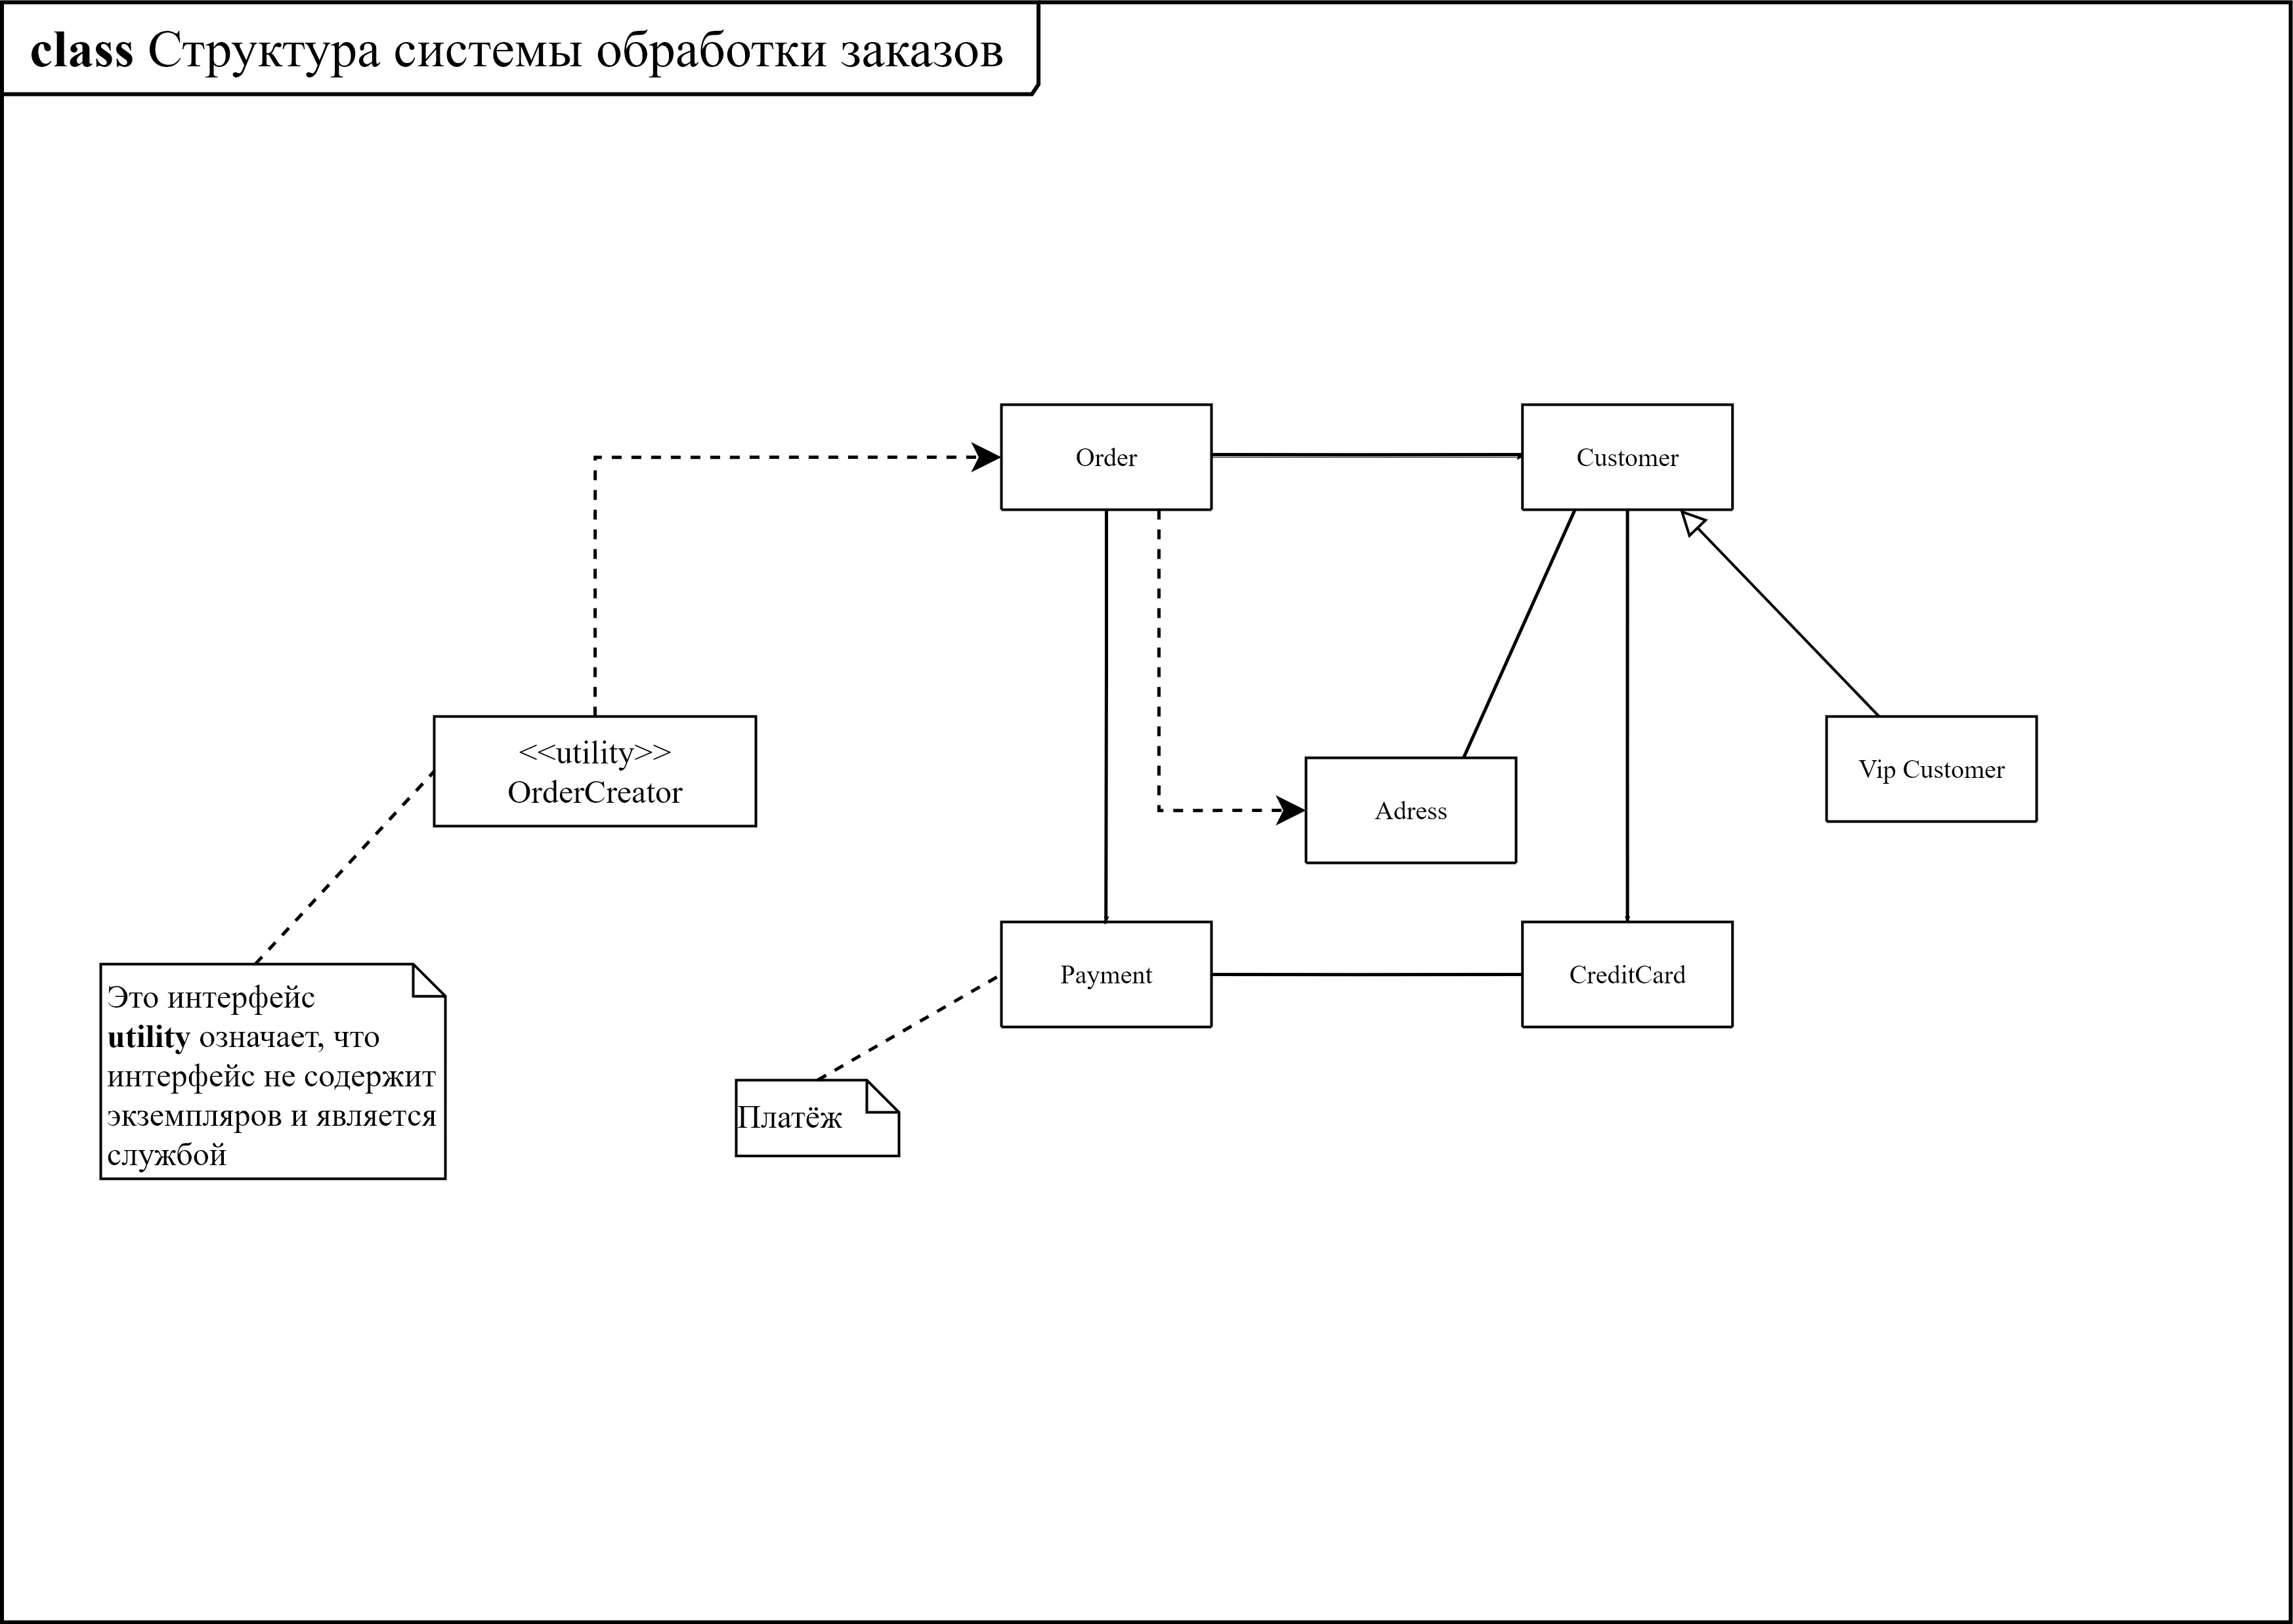 class Структура системы обработки заказов
Order
Customer
<<utility>>
OrderCreator
Vip Customer
Adress
Payment
CreditCard
Это интерфейс
utility означает, что
интерфейс не содержит
экземпляров и является
службой
Платёж